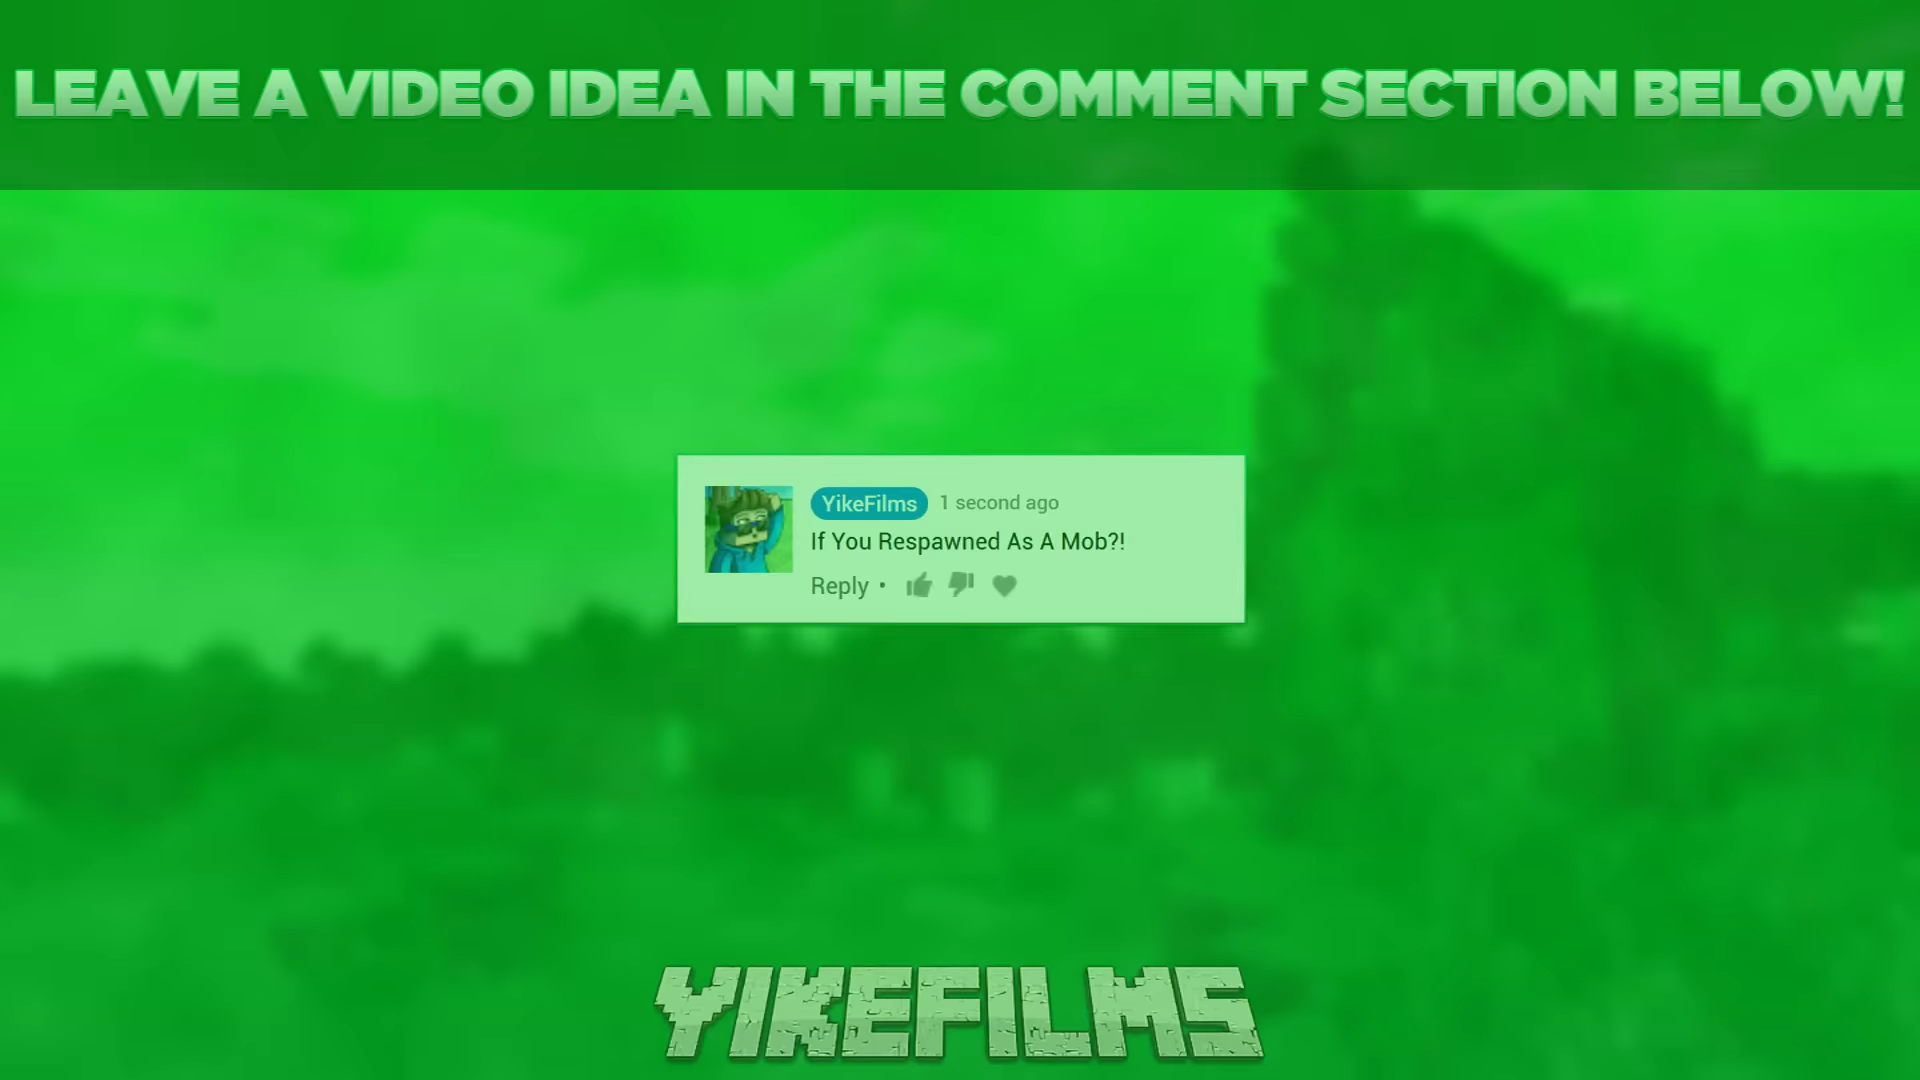 LEAVE A VIDEO IDEA IN THE COMMENT SECTION BELOW!
YikeFilms 1 second ago
If You Respawned As A Mob?!
Reply •
YIKEFILMS